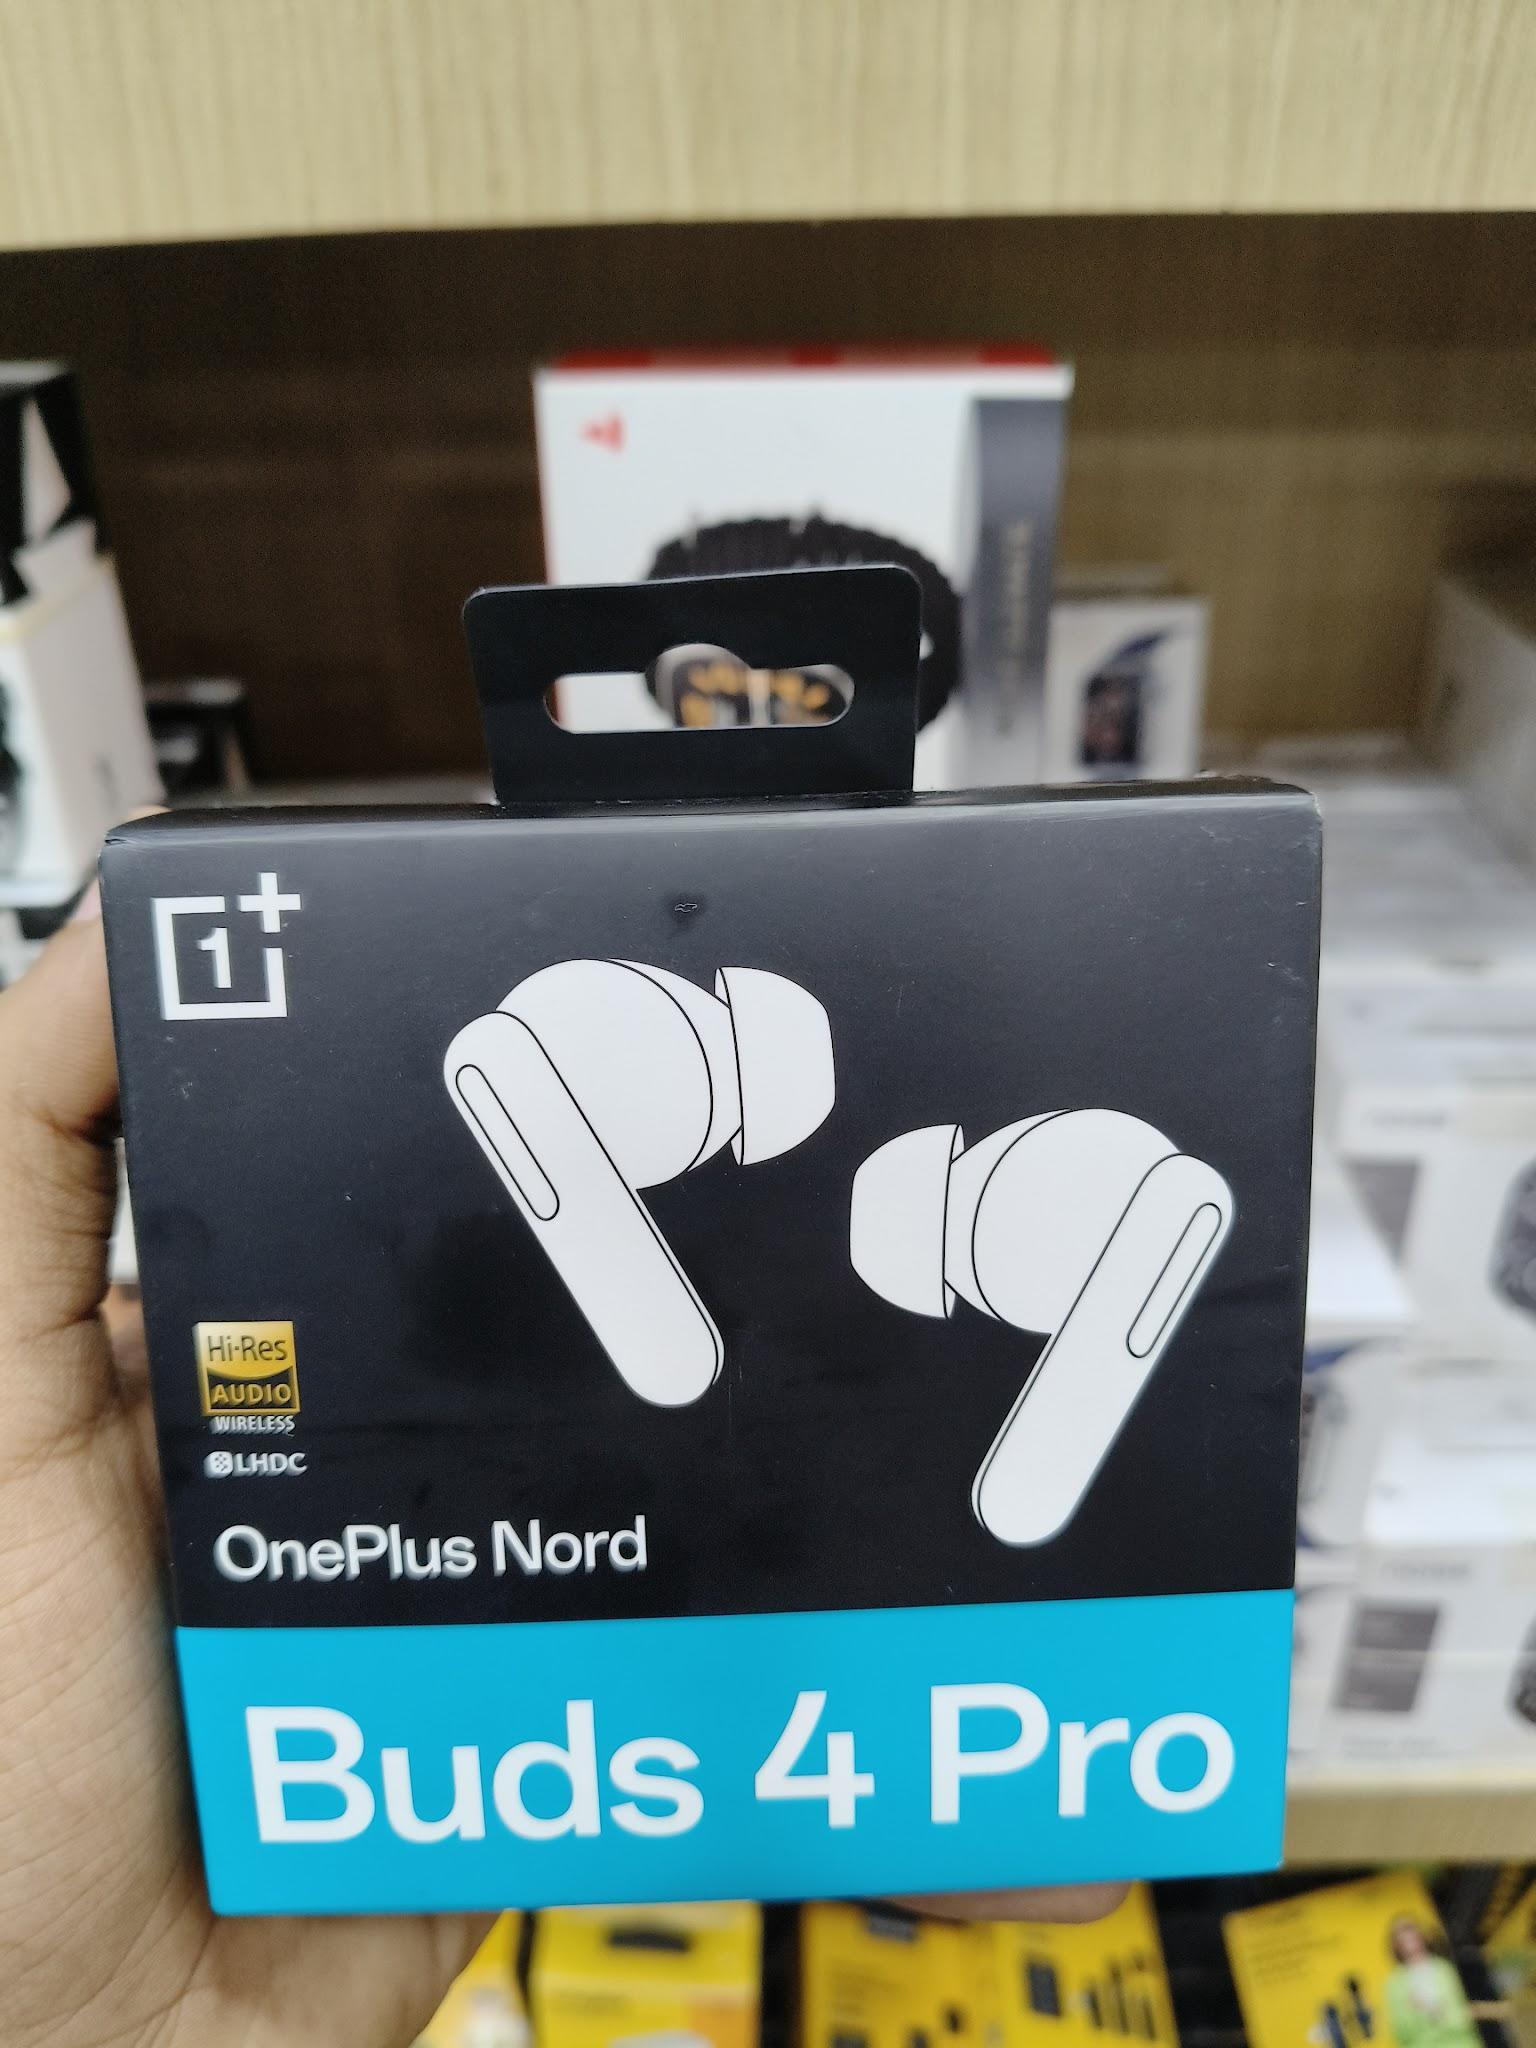 1+
Hi-Res
AUDIO
WIRELESS
LHDC
OnePlus Nord
Buds 4 Pro